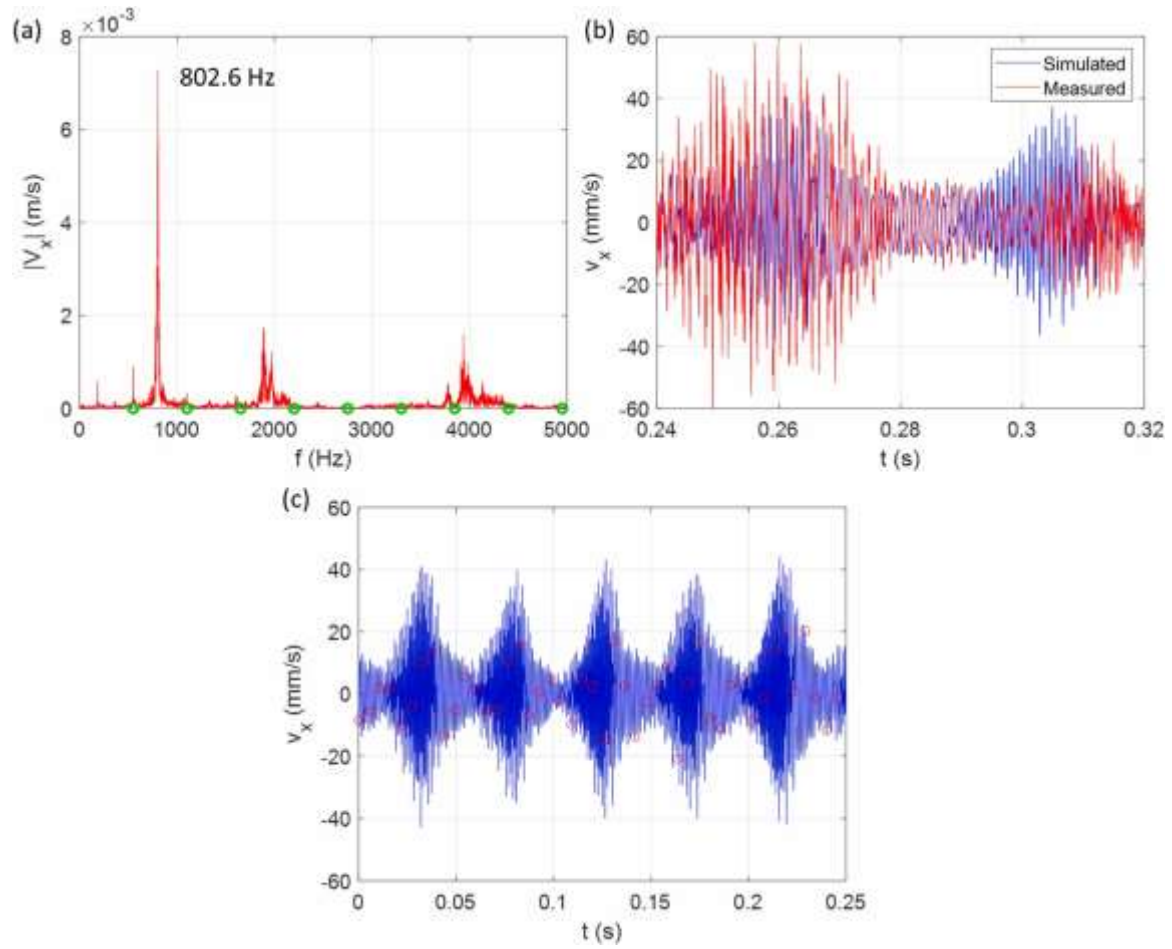 (a)
×10⁻³
8
6
4
2
0
|Vₓ| (m/s)
802.6 Hz
0 1000 2000 3000 4000 5000
f (Hz)
(b)
60
40
20
0
-20
-40
-60
vₓ (mm/s)
Simulated
Measured
0.24 0.26 0.28 0.3 0.32
t (s)
(c)
60
40
20
0
-20
-40
-60
vₓ (mm/s)
0 0.05 0.1 0.15 0.2 0.25
t (s)